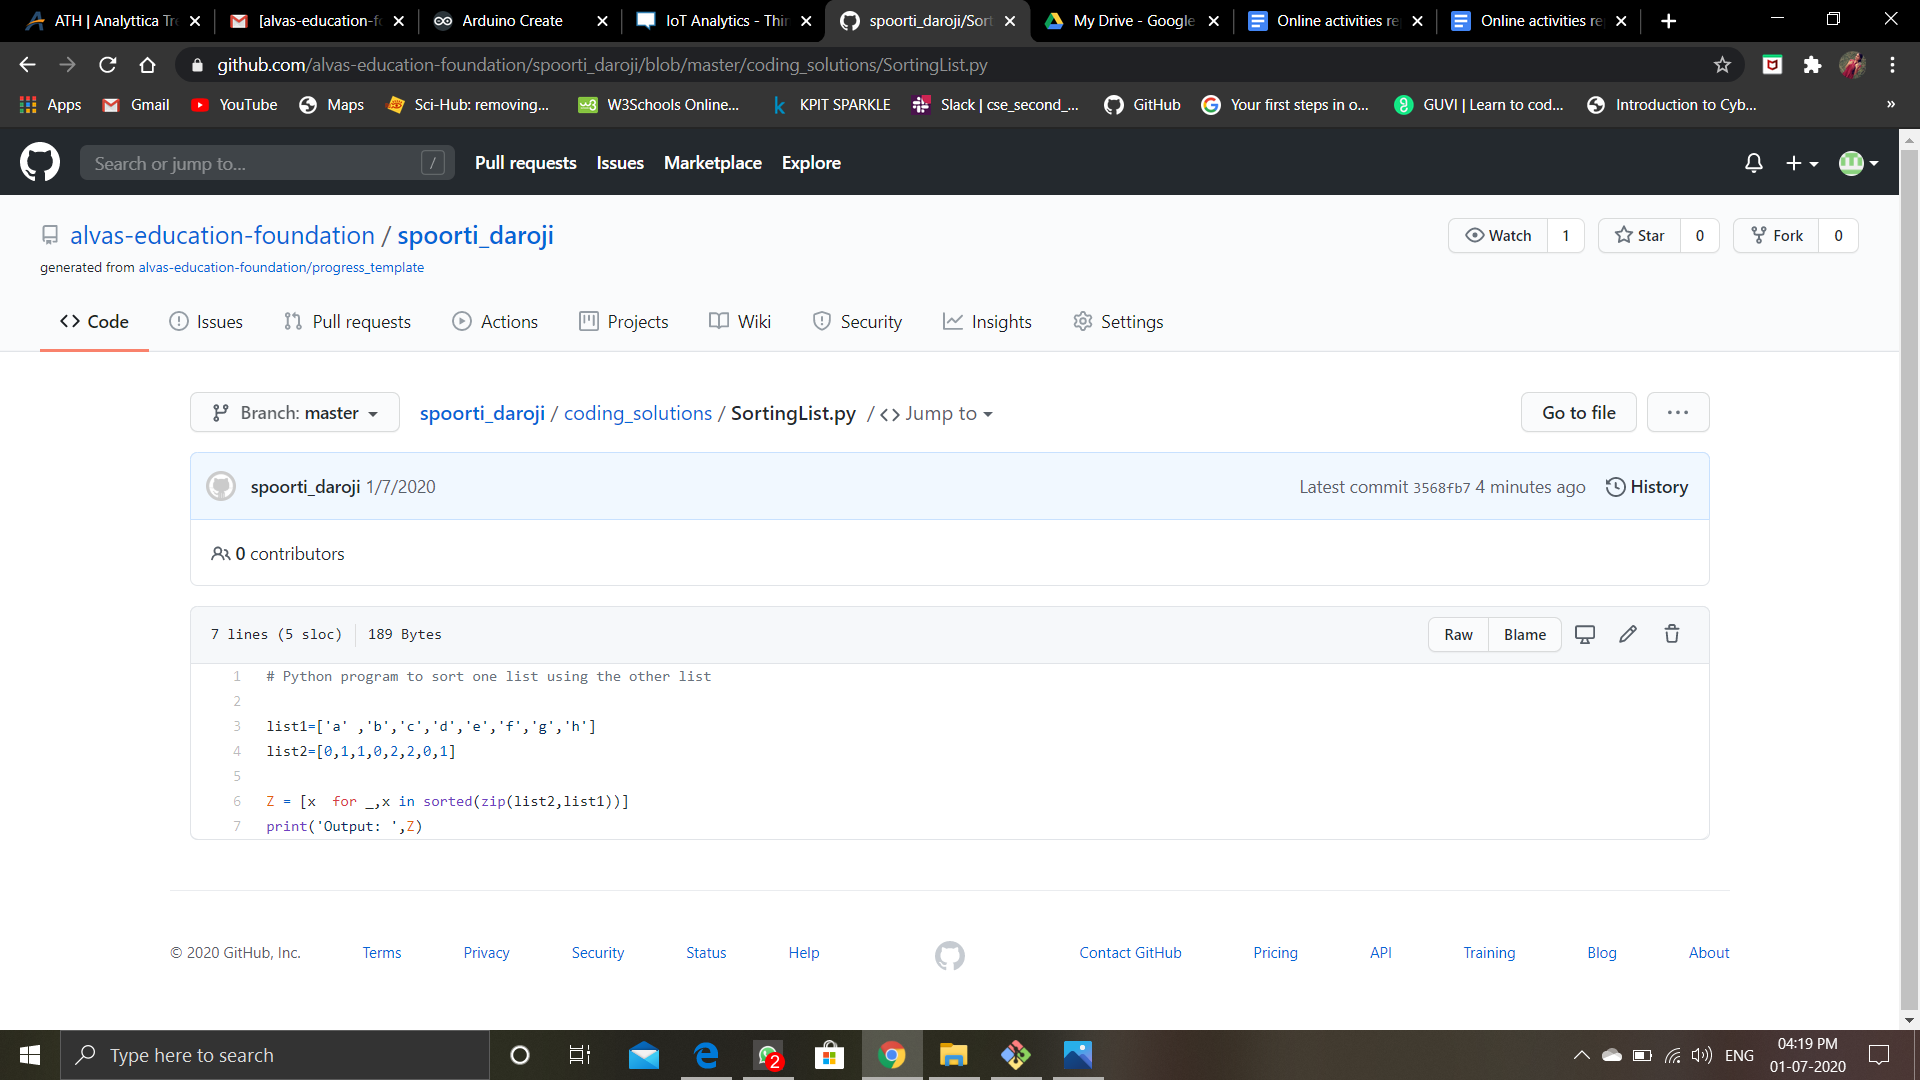 ATH | Analyttica Tre
[alvas-education-f
Arduino Create
IoT Analytics - Thin
spoorti_daroji/Sort
My Drive - Google
Online activities re
Online activities re
github.com/alvas-education-foundation/spoorti_daroji/blob/master/coding_solutions/SortingList.py
Apps Gmail YouTube Maps Sci-Hub: removing... W3Schools Online... KPIT SPARKLE Slack | cse_second_... GitHub Your first steps in o... GUVI | Learn to cod... Introduction to Cyb... »
Search or jump to... / Pull requests Issues Marketplace Explore
alvas-education-foundation / spoorti_daroji Watch 1 Star 0 Fork 0
generated from alvas-education-foundation/progress_template
Code Issues Pull requests Actions Projects Wiki Security Insights Settings
Branch: master spoorti_daroji / coding_solutions / SortingList.py / <> Jump to Go to file ...
spoorti_daroji 1/7/2020 Latest commit 3568fb7 4 minutes ago History
0 contributors
7 lines (5 sloc) 189 Bytes Raw Blame
1 # Python program to sort one list using the other list
2
3 list1=['a' ,'b','c','d','e','f','g','h']
4 list2=[0,1,1,0,2,2,0,1]
5
6 Z = [x  for _,x in sorted(zip(list2,list1))]
7 print('Output: ',Z)
© 2020 GitHub, Inc. Terms Privacy Security Status Help Contact GitHub Pricing API Training Blog About
Type here to search 2 ENG 04:19 PM
01-07-2020